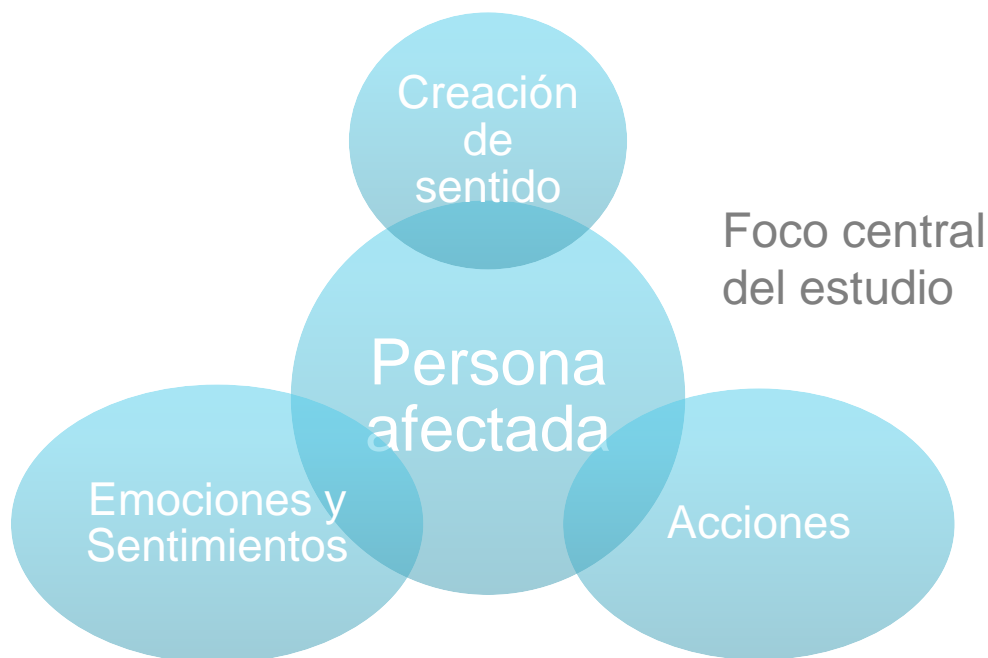 Creación
de
sentido
Foco central
del estudio
Persona
afectada
Emociones y
Sentimientos
Acciones